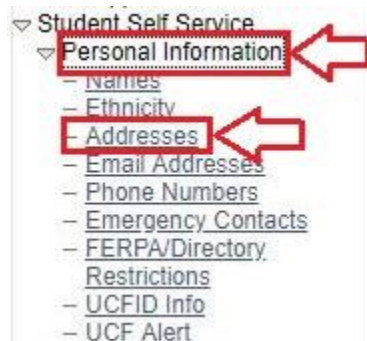 Student Self Service
Personal Information
– Names
– Ethnicity
– Addresses
– Email Addresses
– Phone Numbers
– Emergency Contacts
– FERPA/Directory
Restrictions
– UCFID Info
– UCF Alert